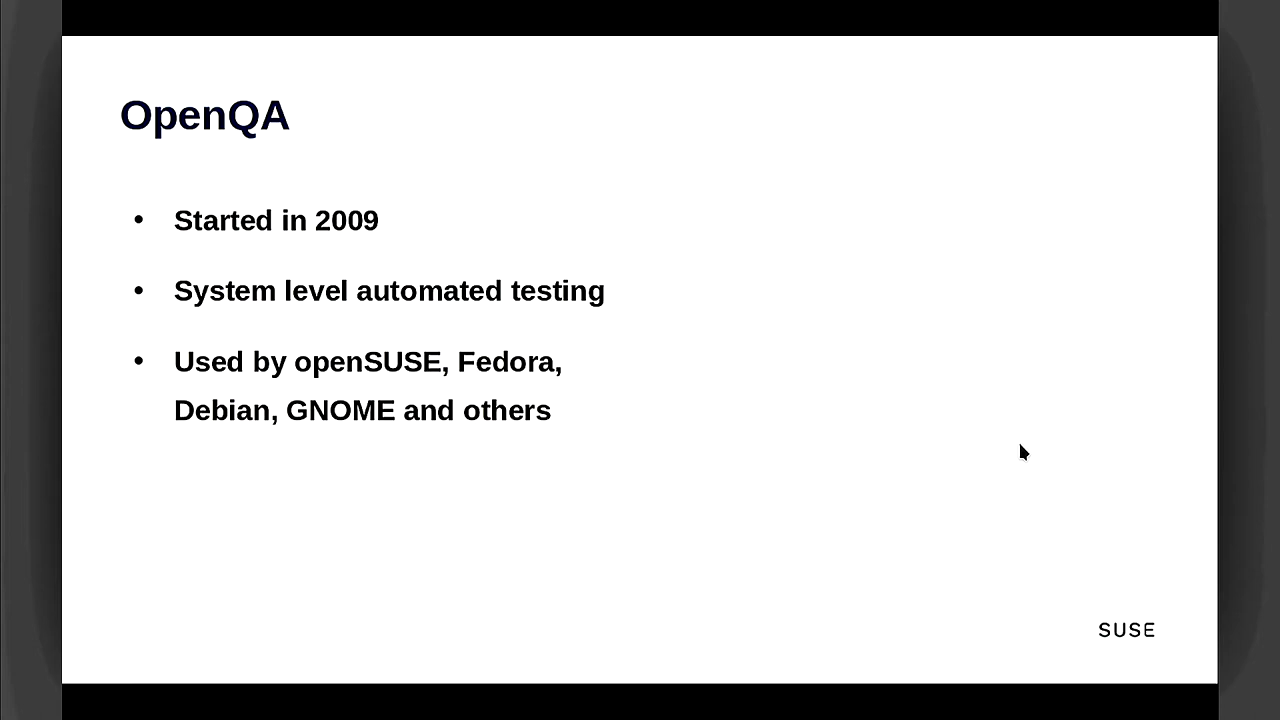 OpenQA
• Started in 2009
• System level automated testing
• Used by openSUSE, Fedora,
Debian, GNOME and others
SUSE